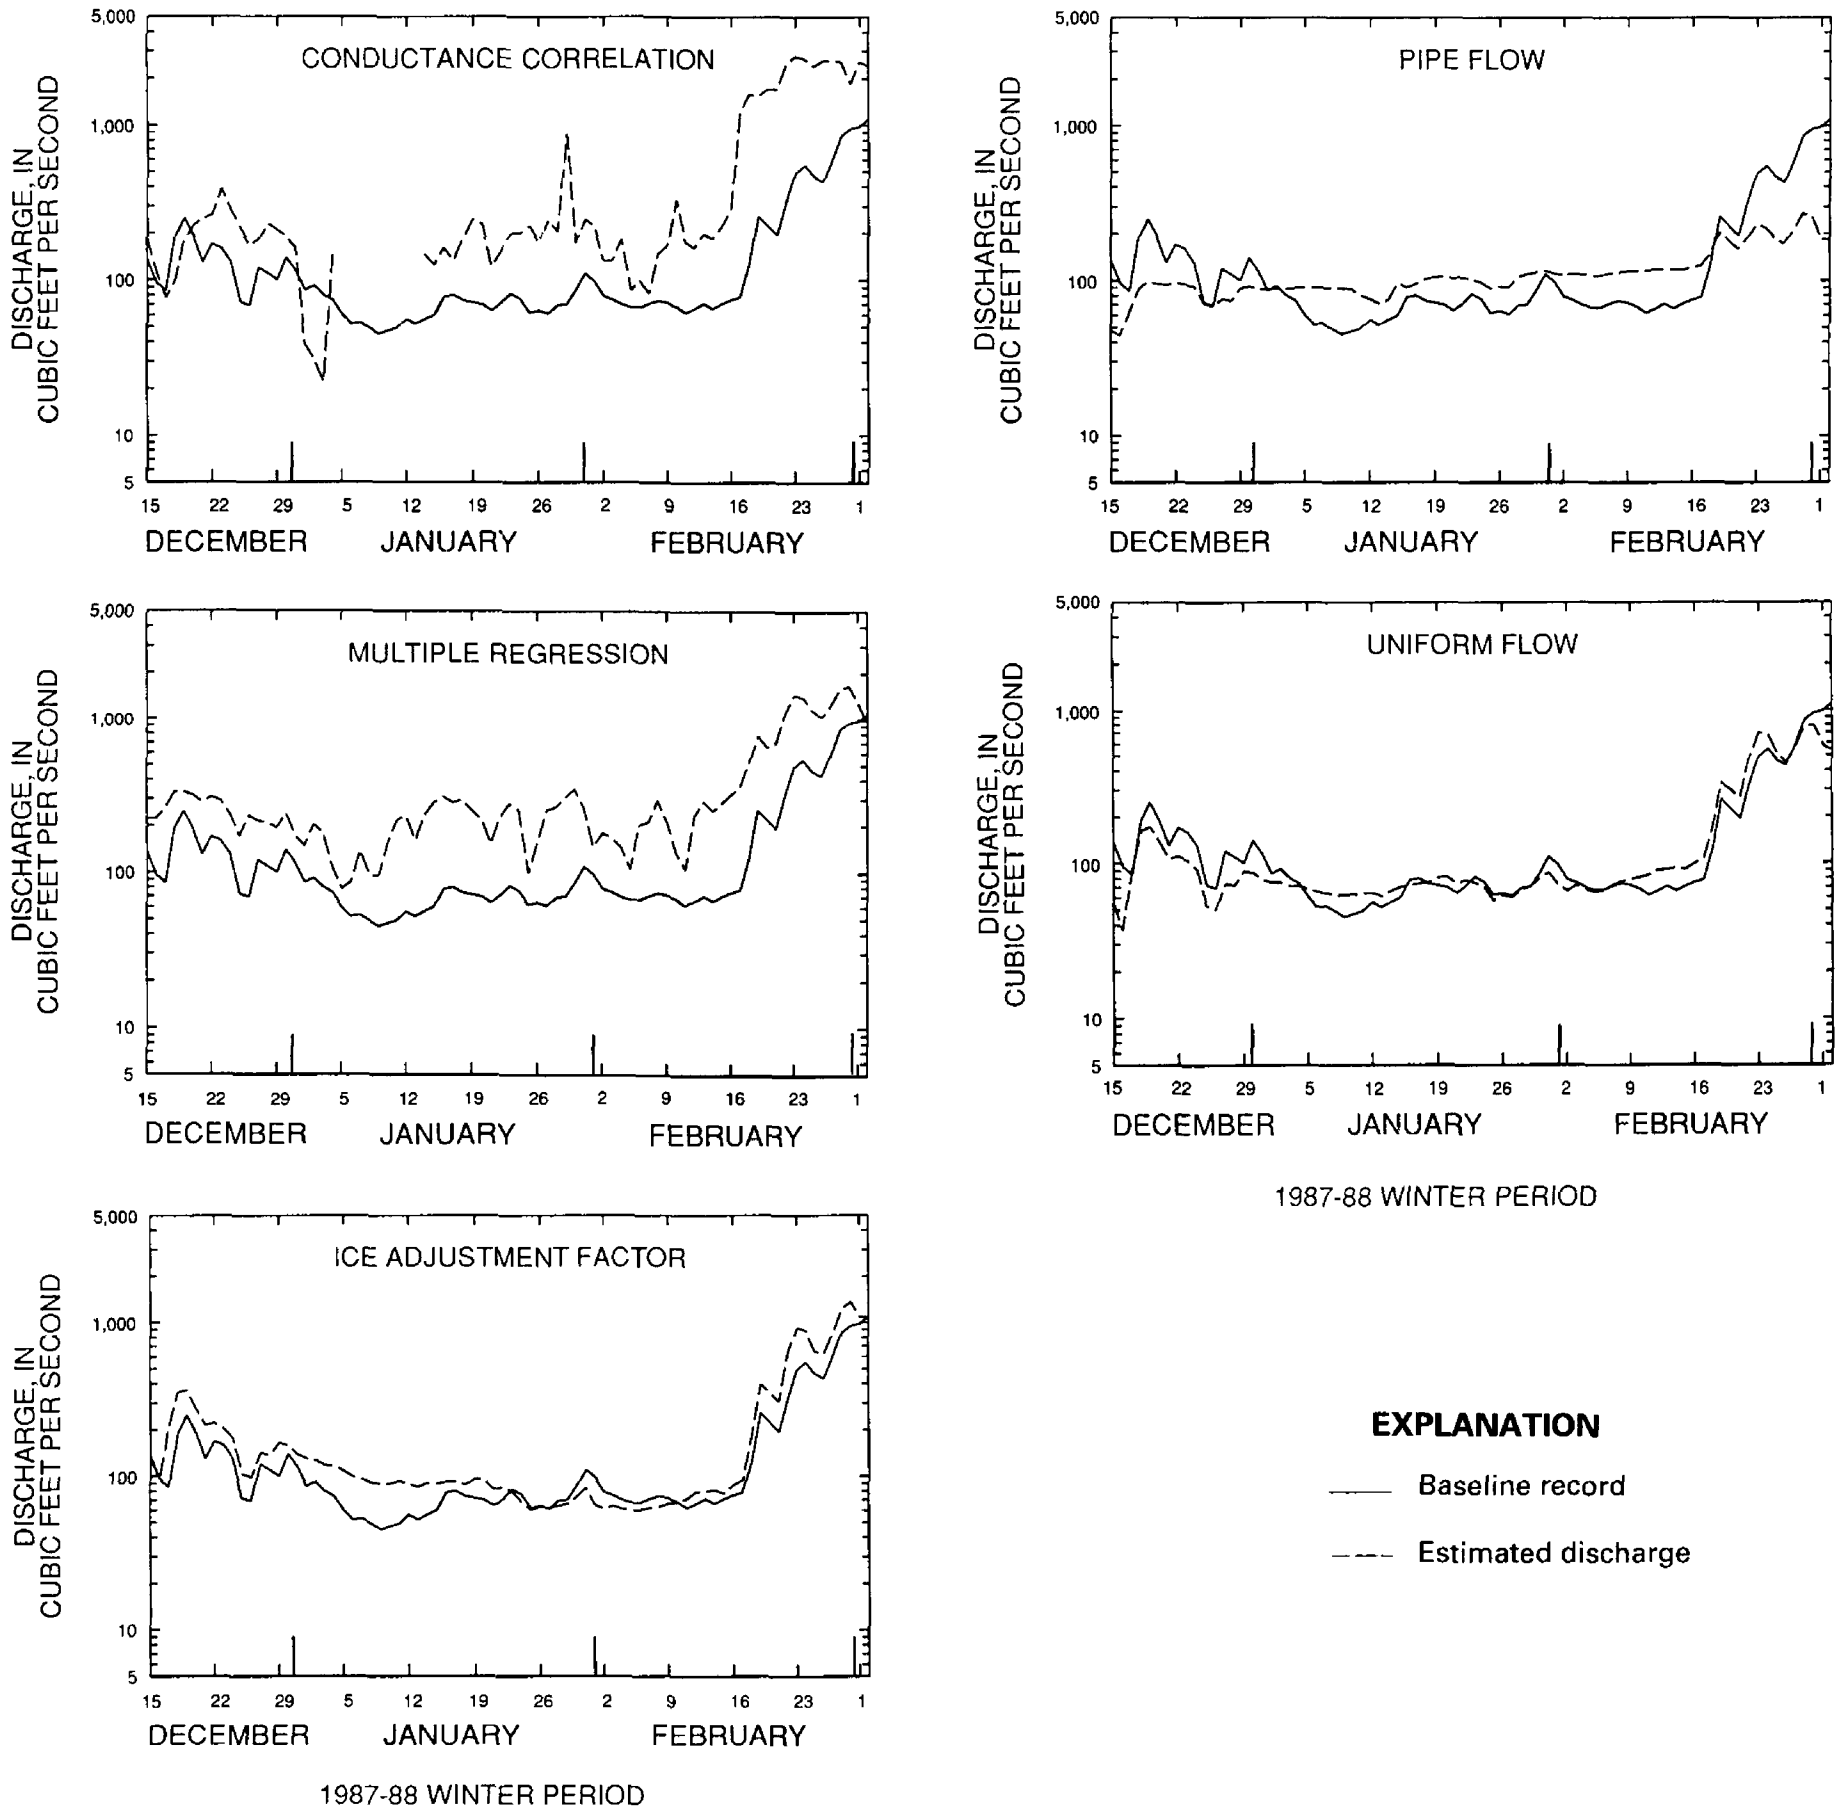 CONDUCTANCE CORRELATION
DISCHARGE, IN
CUBIC FEET PER SECOND
5,000
1,000
100
10
5
15 22 29 5 12 19 26 2 9 16 23 1
DECEMBER JANUARY FEBRUARY
PIPE FLOW
DISCHARGE, IN
CUBIC FEET PER SECOND
5,000
1,000
100
10
5
15 22 29 5 12 19 26 2 9 16 23 1
DECEMBER JANUARY FEBRUARY
MULTIPLE REGRESSION
DISCHARGE, IN
CUBIC FEET PER SECOND
5,000
1,000
100
10
5
15 22 29 5 12 19 26 2 9 16 23 1
DECEMBER JANUARY FEBRUARY
UNIFORM FLOW
DISCHARGE, IN
CUBIC FEET PER SECOND
5,000
1,000
100
10
5
15 22 29 5 12 19 26 2 9 16 23 1
DECEMBER JANUARY FEBRUARY
1987-88 WINTER PERIOD
ICE ADJUSTMENT FACTOR
DISCHARGE, IN
CUBIC FEET PER SECOND
5,000
1,000
100
10
5
15 22 29 5 12 19 26 2 9 16 23 1
DECEMBER JANUARY FEBRUARY
1987-88 WINTER PERIOD
EXPLANATION
Baseline record
Estimated discharge